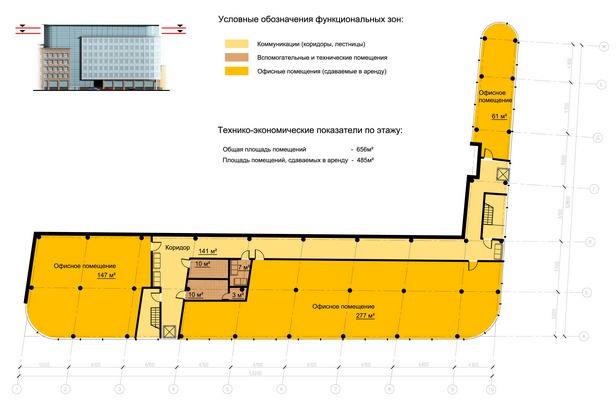 Условные обозначения функциональных зон:
Коммуникации (коридоры, лестницы)
Вспомогательные и технические помещения
Офисные помещения (сдаваемые в аренду)
Технико-экономические показатели по этажу:
Общая площадь помещений - 656м²
Площадь помещений, сдаваемых в аренду - 485м²
Офисное
помещение
61 м²
Коридор
141 м²
Офисное помещение
147 м²
10 м²
7 м²
10 м²
3 м²
Офисное помещение
277 м²